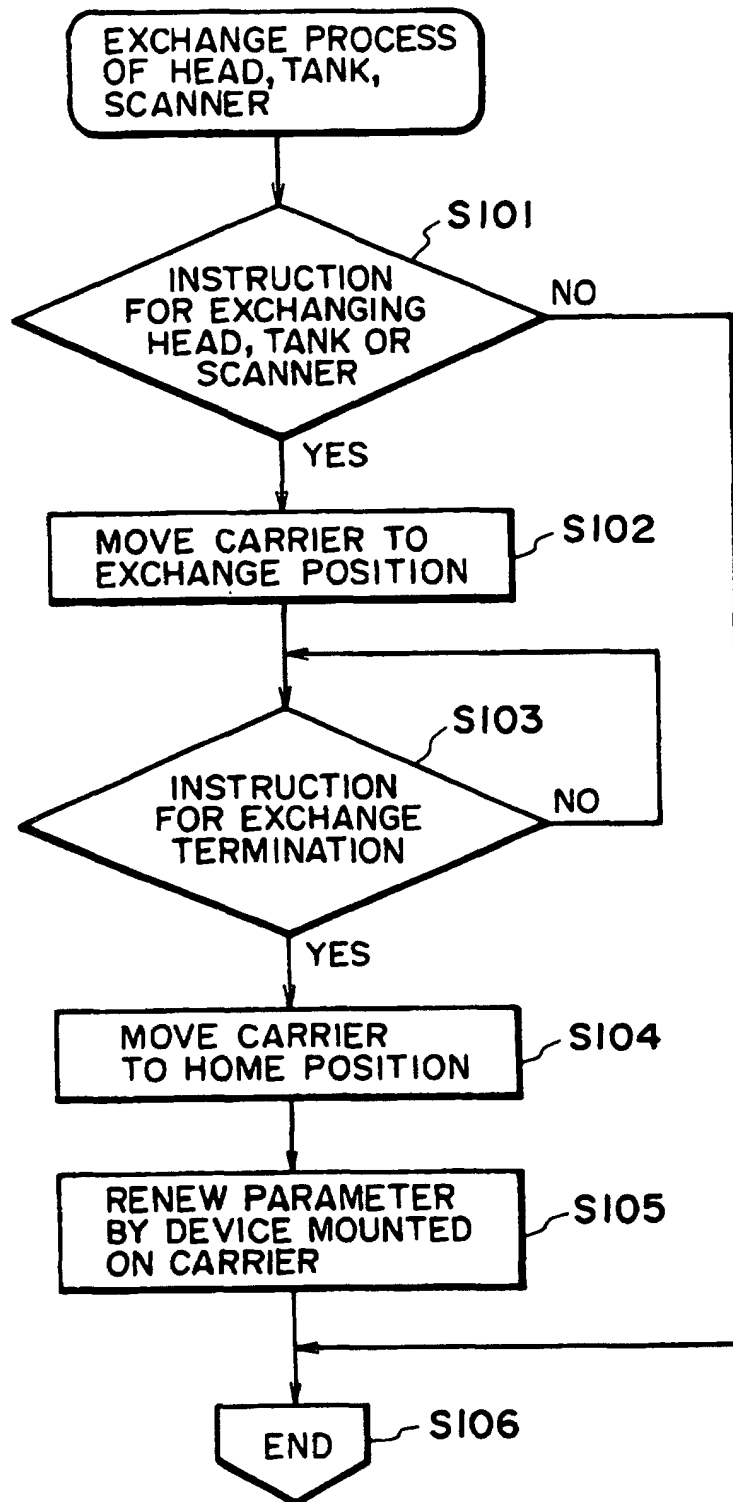 EXCHANGE PROCESS
OF HEAD, TANK,
SCANNER
S101
INSTRUCTION
FOR EXCHANGING
HEAD, TANK OR
SCANNER
NO
YES
S102
MOVE CARRIER TO
EXCHANGE POSITION
S103
INSTRUCTION
FOR EXCHANGE
TERMINATION
NO
YES
MOVE CARRIER
TO HOME POSITION
S104
RENEW PARAMETER
BY DEVICE MOUNTED
ON CARRIER
S105
END
S106